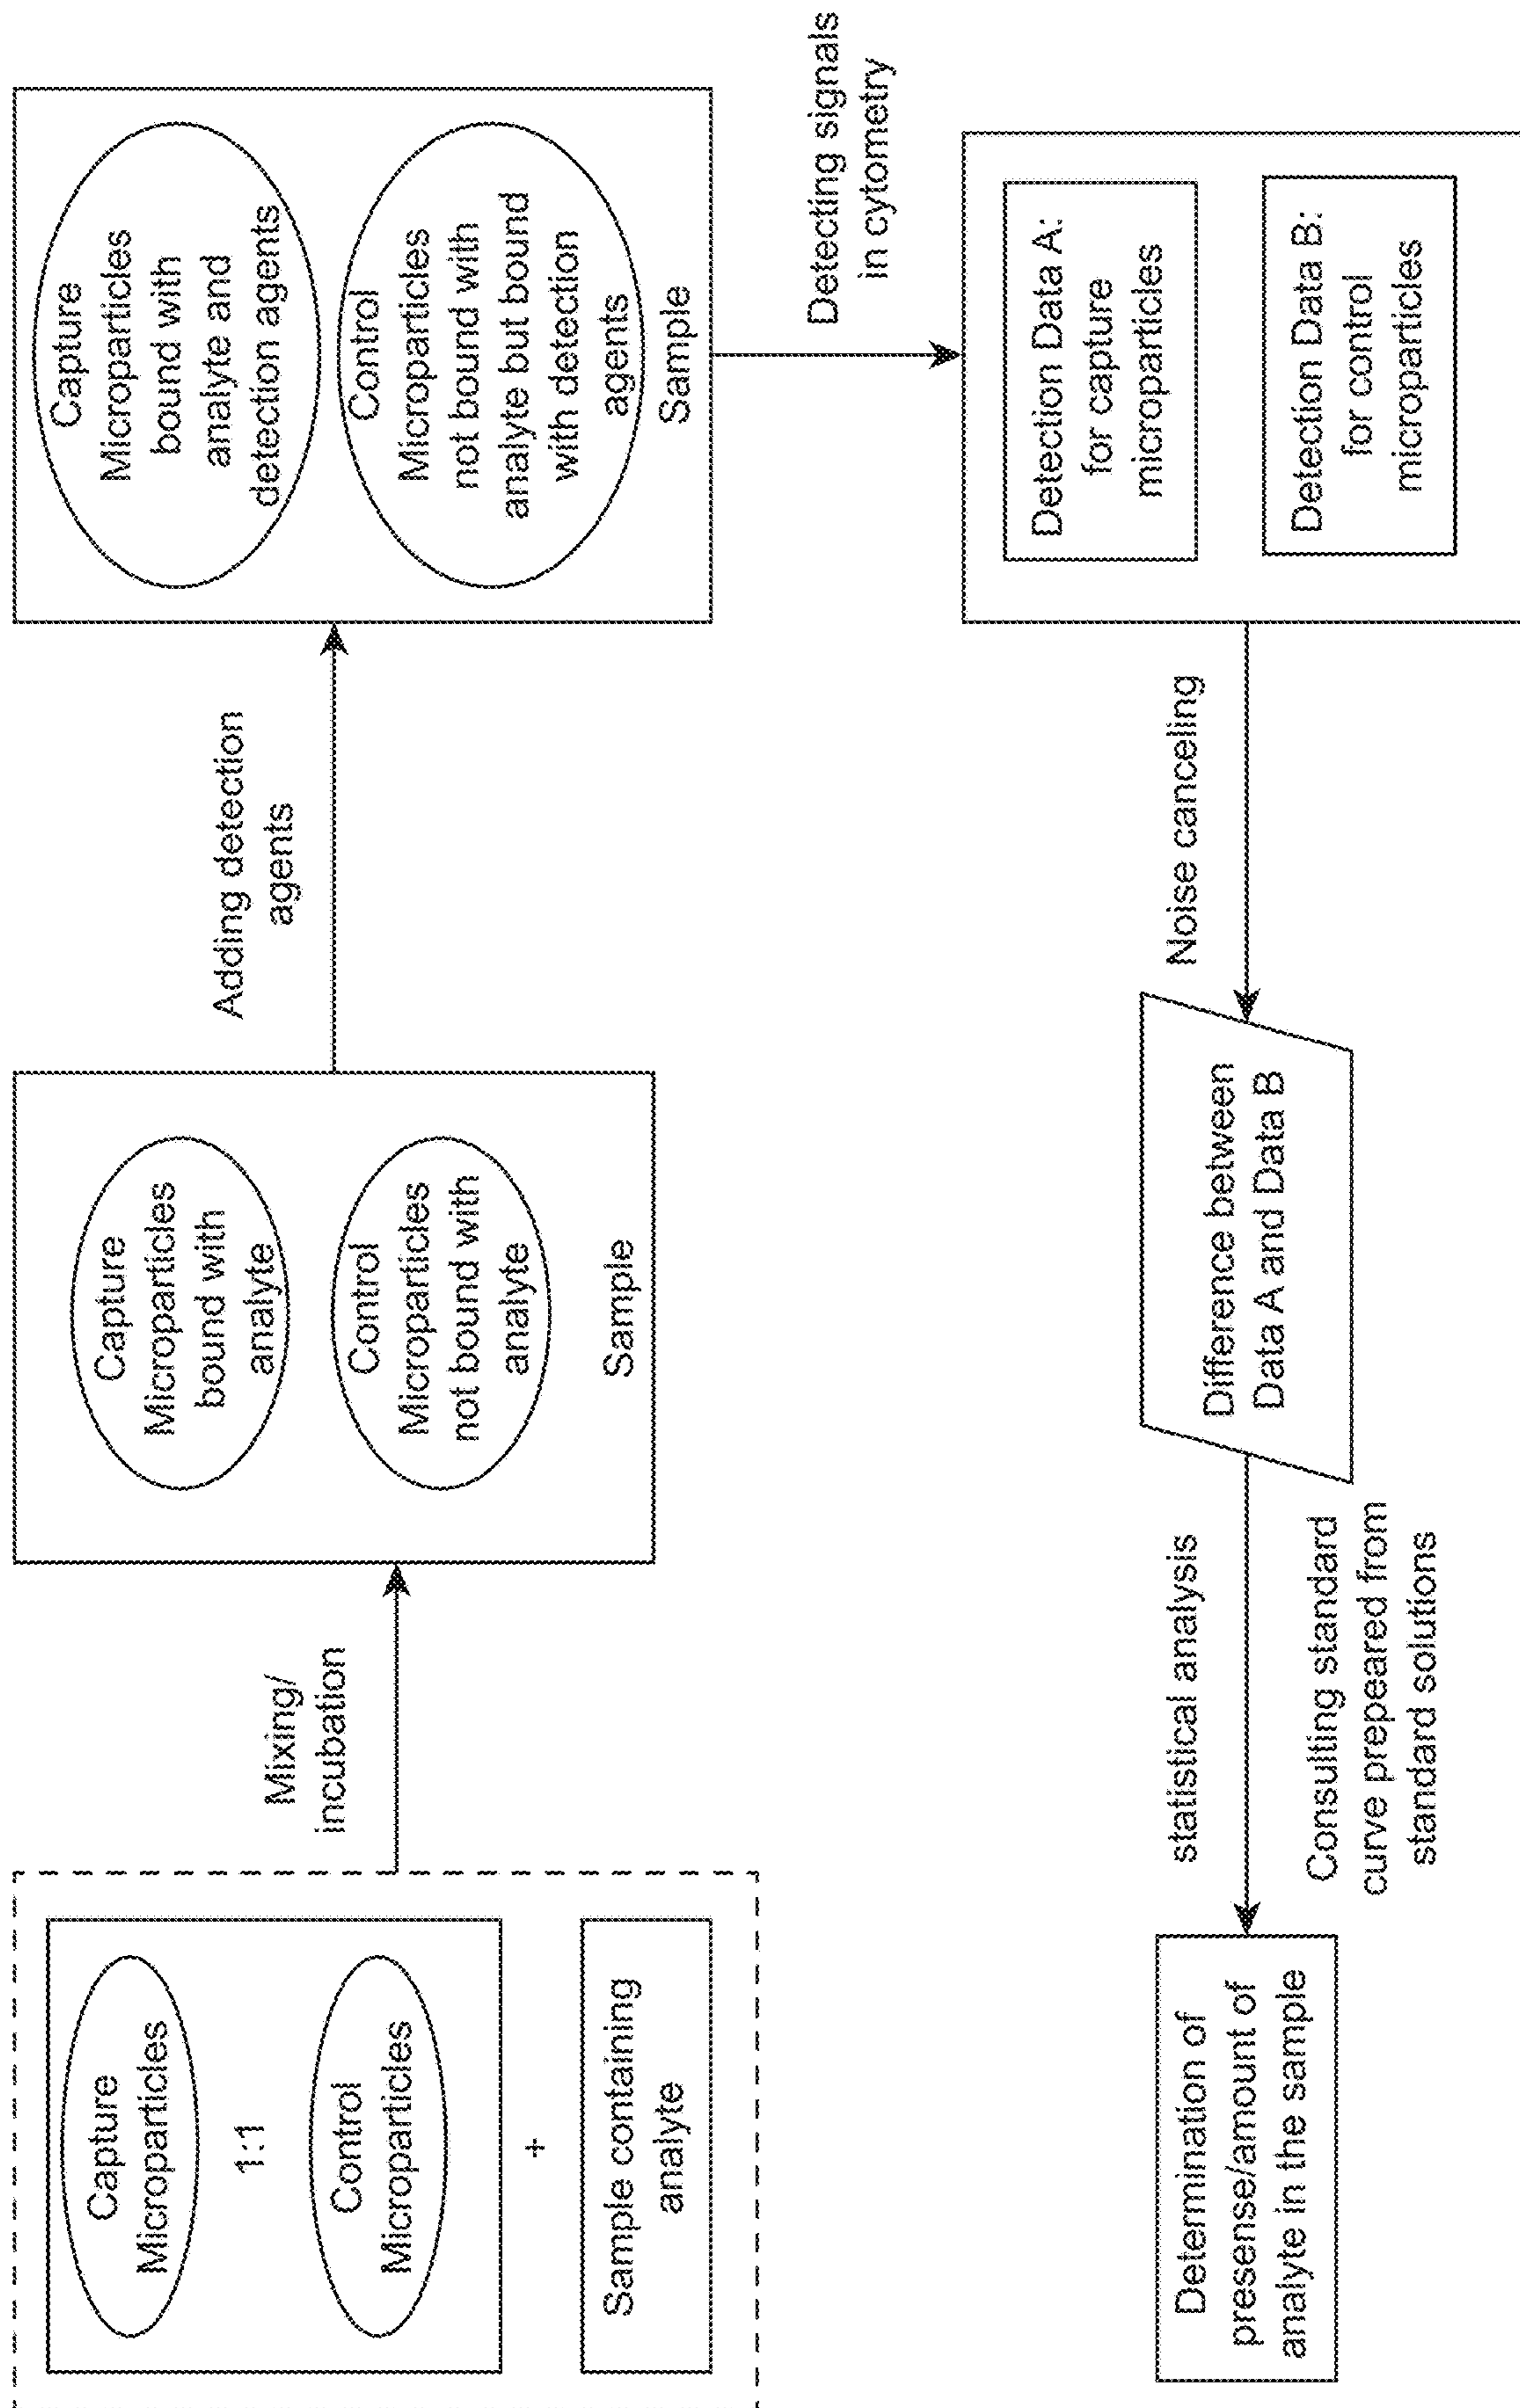 Capture
Microparticles
1:1
Control
Microparticles
+
Sample containing
analyte
Mixing/
incubation
Capture
Microparticles
bound with
analyte
Control
Microparticles
not bound with
analyte
Sample
Adding detection
agents
Capture
Microparticles
bound with
analyte and
detection agents
Control
Microparticles
not bound with
analyte but bound
with detection
agents
Sample
Detecting signals
in cytometry
Detection Data A:
for capture
microparticles
Detection Data B:
for control
microparticles
Noise canceling
Difference between
Data A and Data B
statistical analysis
Consulting standard
curve prepeared from
standard solutions
Determination of
presense/amount of
analyte in the sample